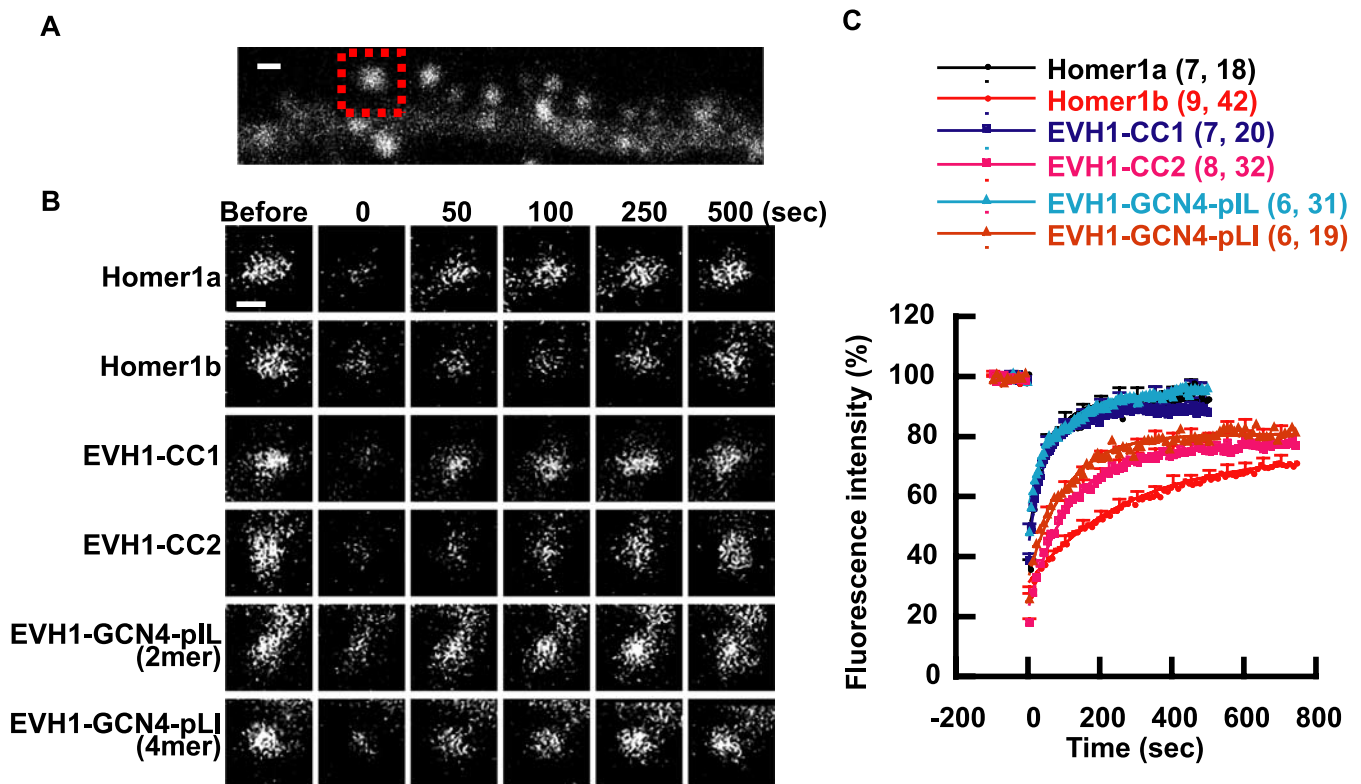 A
B
Before 0 50 100 250 500 (sec)
Homer1a
Homer1b
EVH1-CC1
EVH1-CC2
EVH1-GCN4-pIL
(2mer)
EVH1-GCN4-pLI
(4mer)
C
Homer1a (7, 18)
Homer1b (9, 42)
EVH1-CC1 (7, 20)
EVH1-CC2 (8, 32)
EVH1-GCN4-pIL (6, 31)
EVH1-GCN4-pLI (6, 19)
Fluorescence intensity (%)
120
100
80
60
40
20
0
-200 0 200 400 600 800
Time (sec)